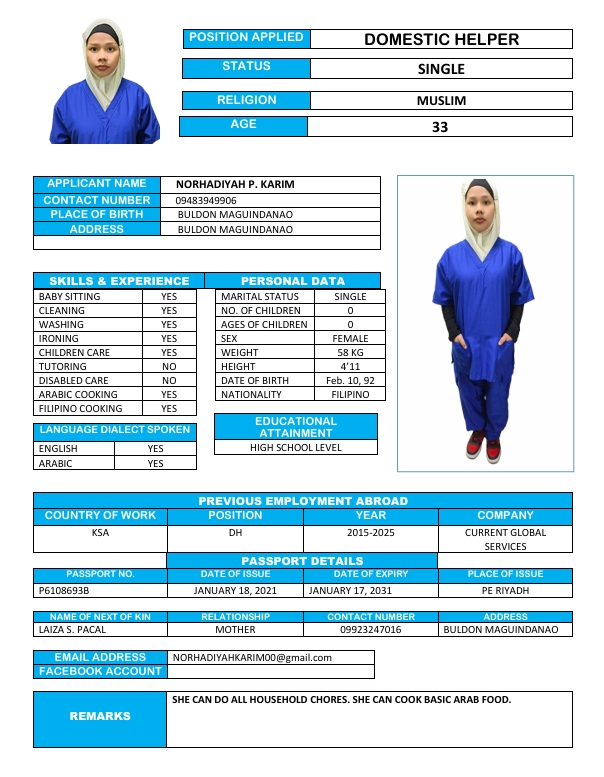 POSITION APPLIED DOMESTIC HELPER
STATUS SINGLE
RELIGION MUSLIM
AGE 33
APPLICANT NAME NORHADIYAH P. KARIM
CONTACT NUMBER 09483949906
PLACE OF BIRTH BULDON MAGUINDANAO
ADDRESS BULDON MAGUINDANAO
SKILLS & EXPERIENCE
BABY SITTING YES
CLEANING YES
WASHING YES
IRONING YES
CHILDREN CARE YES
TUTORING NO
DISABLED CARE NO
ARABIC COOKING YES
FILIPINO COOKING YES
LANGUAGE DIALECT SPOKEN
ENGLISH YES
ARABIC YES
PERSONAL DATA
MARITAL STATUS SINGLE
NO. OF CHILDREN 0
AGES OF CHILDREN 0
SEX FEMALE
WEIGHT 58 KG
HEIGHT 4’11
DATE OF BIRTH Feb. 10, 92
NATIONALITY FILIPINO
EDUCATIONAL
ATTAINMENT
HIGH SCHOOL LEVEL
PREVIOUS EMPLOYMENT ABROAD
COUNTRY OF WORK POSITION YEAR COMPANY
KSA DH 2015-2025 CURRENT GLOBAL
SERVICES
PASSPORT DETAILS
PASSPORT NO. DATE OF ISSUE DATE OF EXPIRY PLACE OF ISSUE
P6108693B JANUARY 18, 2021 JANUARY 17, 2031 PE RIYADH
NAME OF NEXT OF KIN RELATIONSHIP CONTACT NUMBER ADDRESS
LAIZA S. PACAL MOTHER 09923247016 BULDON MAGUINDANAO
EMAIL ADDRESS NORHADIYAHKARIM00@gmail.com
FACEBOOK ACCOUNT
REMARKS SHE CAN DO ALL HOUSEHOLD CHORES. SHE CAN COOK BASIC ARAB FOOD.